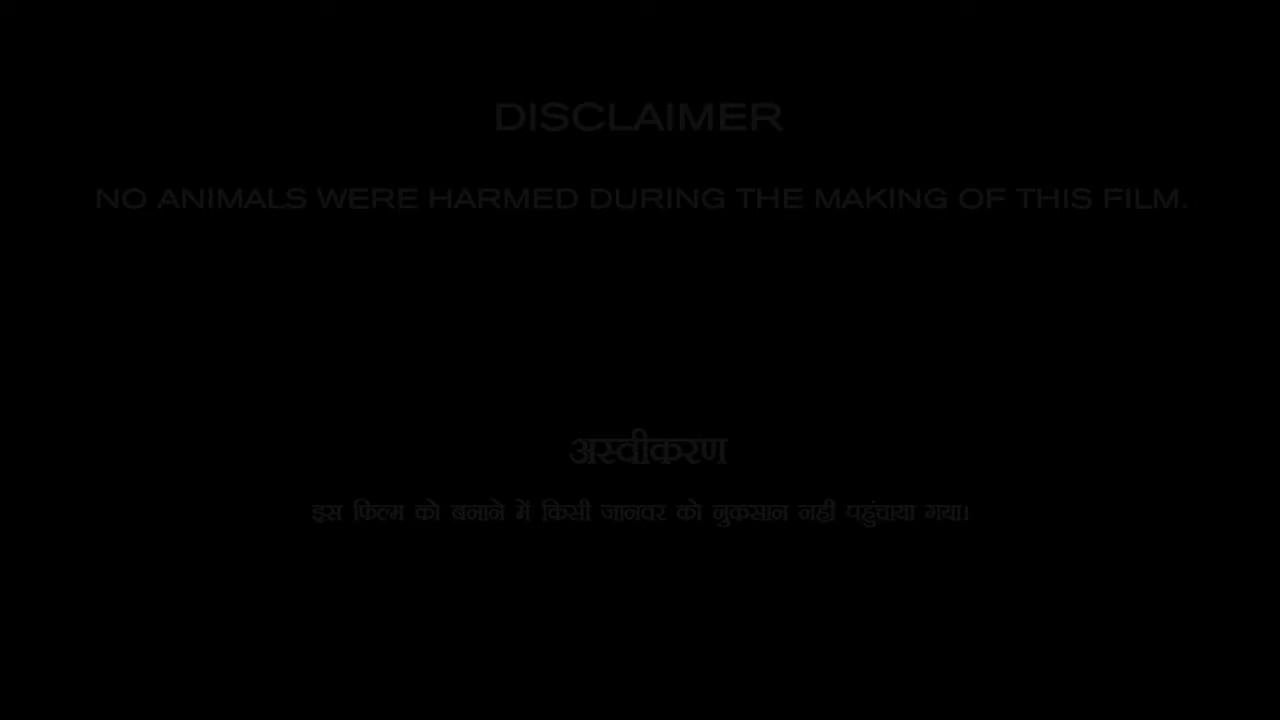 DISCLAIMER
NO ANIMALS WERE HARMED DURING THE MAKING OF THIS FILM.
अस्वीकरण
इस फिल्म को बनाने में किसी जानवर को नुकसान नहीं पहुंचाया गया।